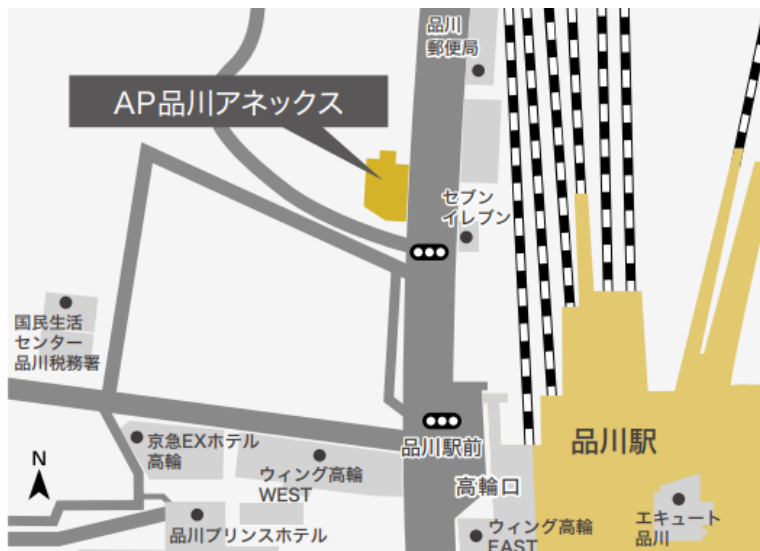 品川
郵便局
AP品川アネックス
セブン
イレブン
国民生活
センター
品川税務署
品川駅前
京急EXホテル
高輪
品川駅
N
ウィング高輪
WEST
高輪口
エキュート
品川
品川プリンスホテル
ウィング高輪
EAST